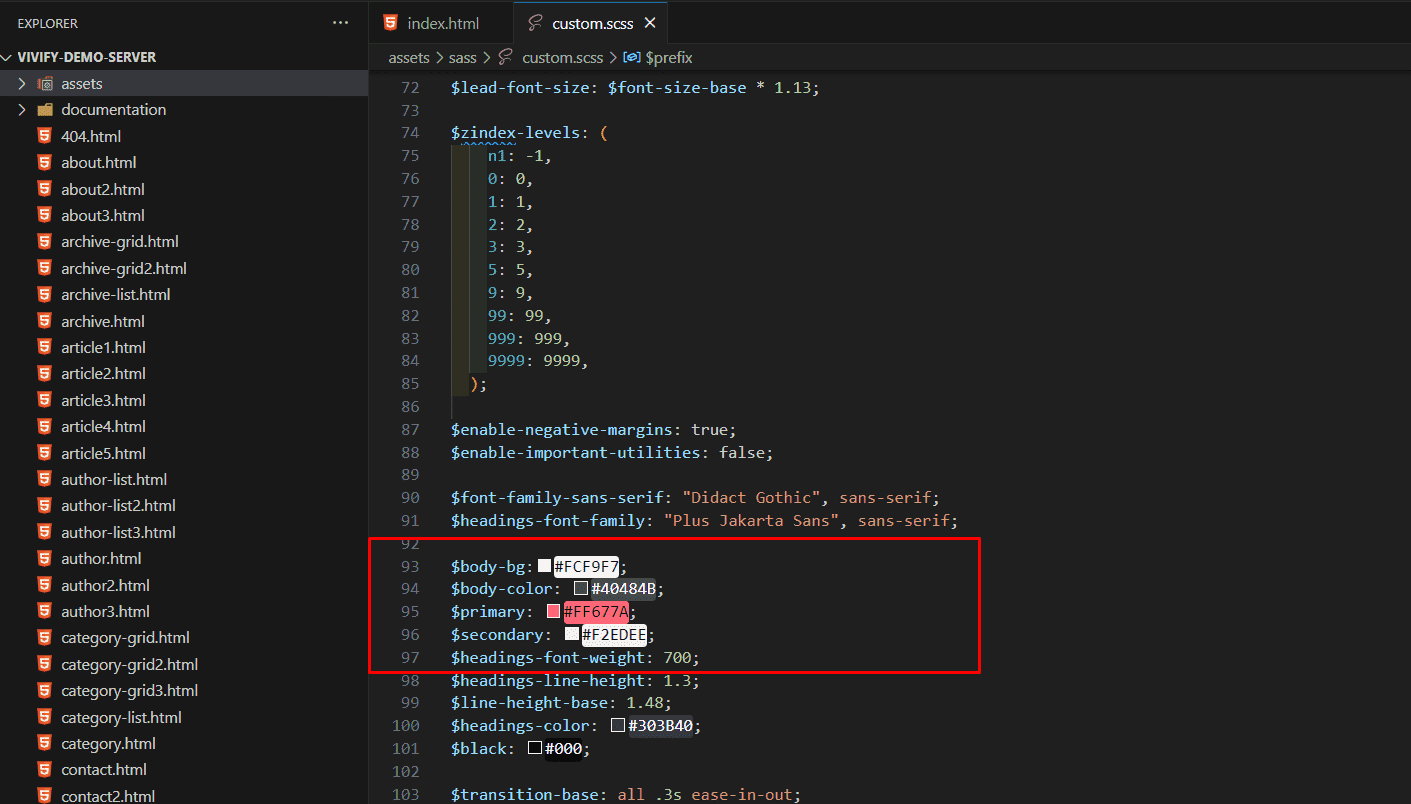 EXPLORER
...
VIVIFY-DEMO-SERVER
assets
documentation
404.html
about.html
about2.html
about3.html
archive-grid.html
archive-grid2.html
archive-list.html
archive.html
article1.html
article2.html
article3.html
article4.html
article5.html
author-list.html
author-list2.html
author-list3.html
author.html
author2.html
author3.html
category-grid.html
category-grid2.html
category-grid3.html
category-list.html
category.html
contact.html
contact2.html
index.html
custom.scss
assets > sass > custom.scss > $prefix
72 $lead-font-size: $font-size-base * 1.13;
73
74 $zindex-levels: (
75 n1: -1,
76 0: 0,
77 1: 1,
78 2: 2,
79 3: 3,
80 5: 5,
81 9: 9,
82 99: 99,
83 999: 999,
84 9999: 9999,
85 );
86
87 $enable-negative-margins: true;
88 $enable-important-utilities: false;
89
90 $font-family-sans-serif: "Didact Gothic", sans-serif;
91 $headings-font-family: "Plus Jakarta Sans", sans-serif;
92
93 $body-bg: #FCF9F7;
94 $body-color: #40484B;
95 $primary: #FF677A;
96 $secondary: #F2EDEE;
97 $headings-font-weight: 700;
98 $headings-line-height: 1.3;
99 $line-height-base: 1.48;
100 $headings-color: #303B40;
101 $black: #000;
102
103 $transition-base: all .3s ease-in-out;